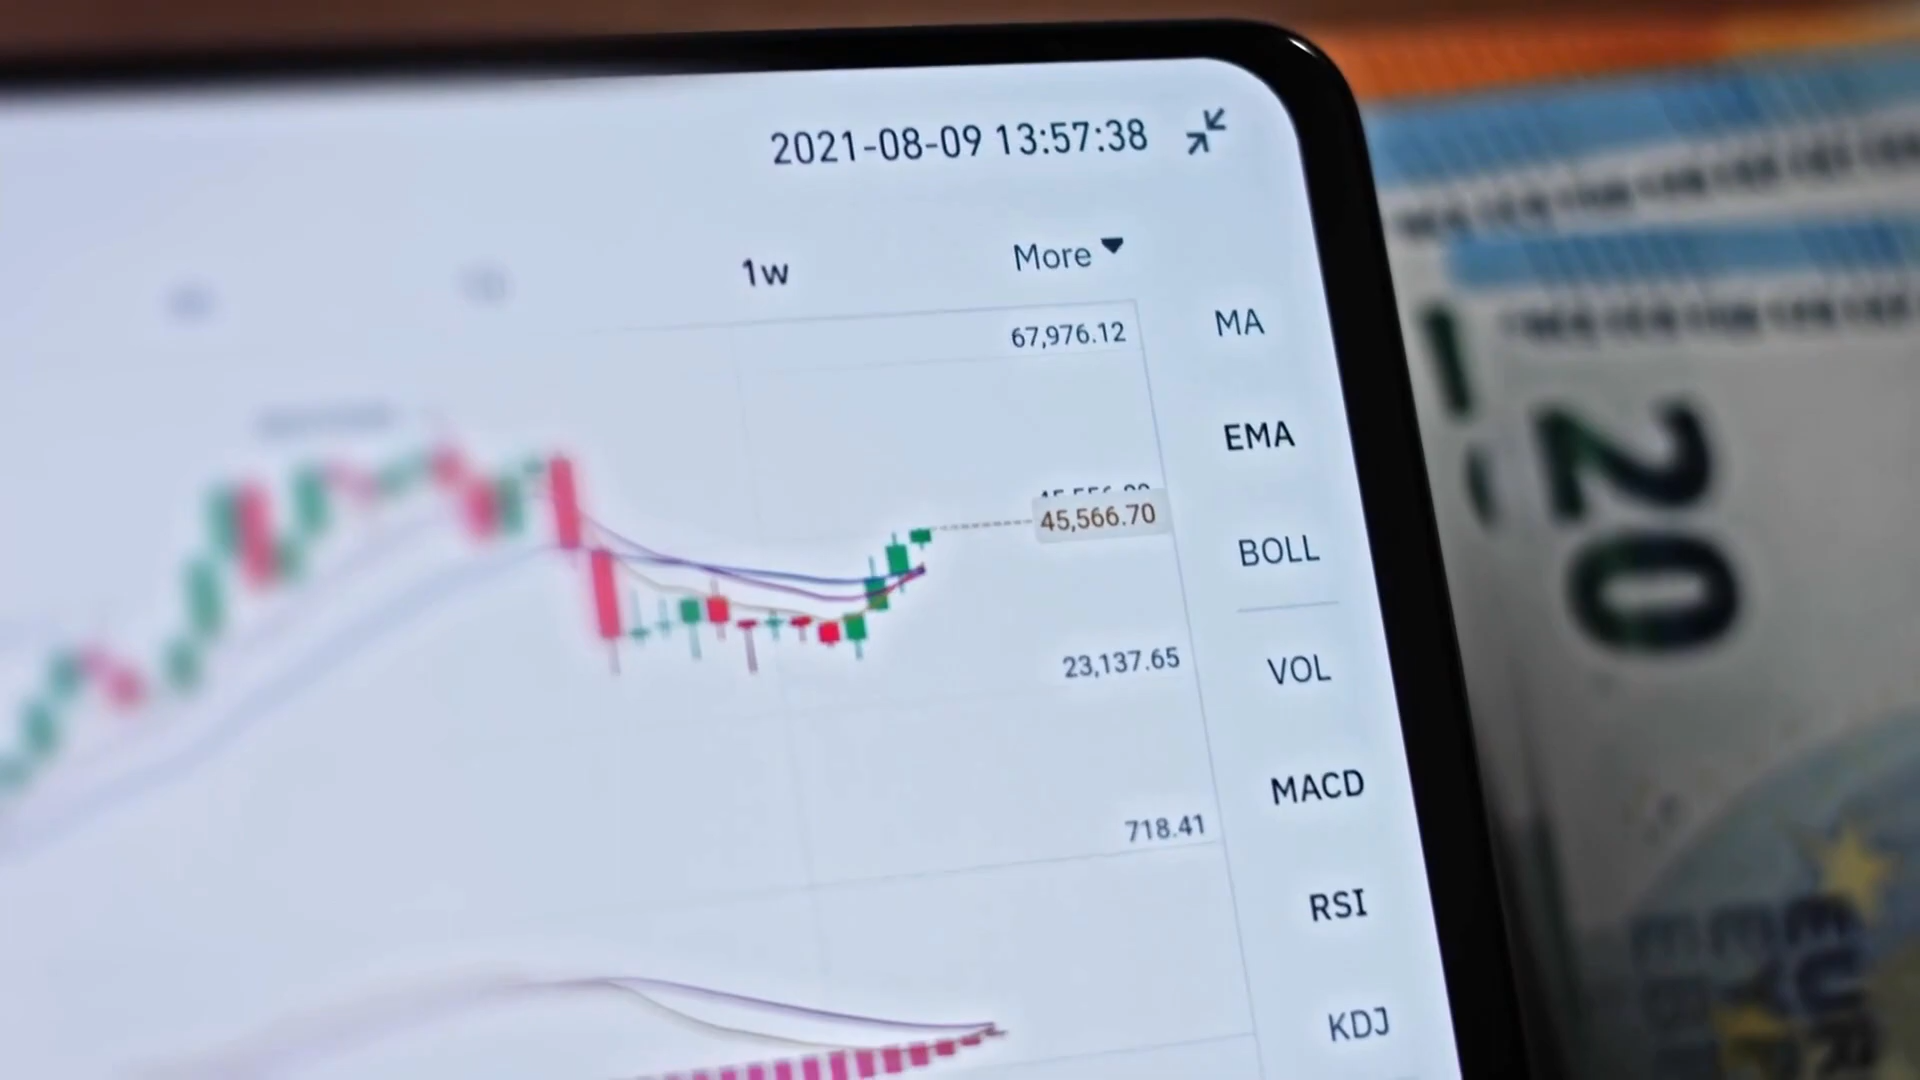 2021-08-09 13:57:38
1w
More
67,976.12
MA
EMA
45,566.70
BOLL
23,137.65
VOL
MACD
718.41
RSI
KDJ
20
EUR